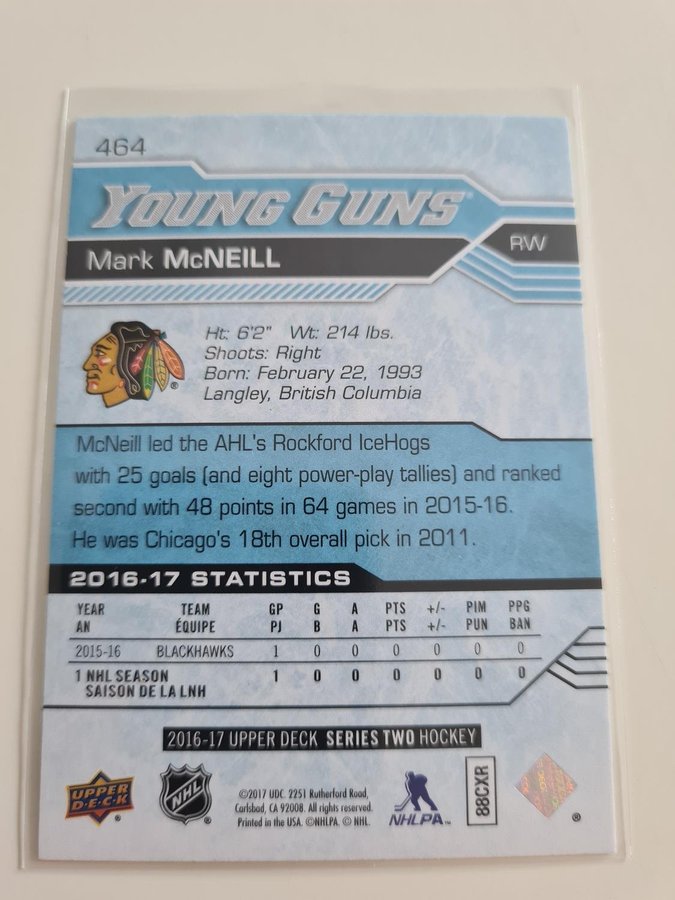 464
YOUNG GUNS
Mark McNEILL
RW
Ht: 6'2" Wt: 214 lbs.
Shoots: Right
Born: February 22, 1993
Langley, British Columbia
McNeill led the AHL's Rockford IceHogs
with 25 goals (and eight power-play tallies) and ranked
second with 48 points in 64 games in 2015-16.
He was Chicago's 18th overall pick in 2011.
2016-17 STATISTICS
YEAR TEAM GP G A PTS +/- PIM PPG
AN ÉQUIPE PJ B A PTS +/- PUN BAN
2015-16 BLACKHAWKS 1 0 0 0 0 0 0
1 NHL SEASON 1 0 0 0 0 0 0
SAISON DE LA LNH
2016-17 UPPER DECK SERIES TWO HOCKEY
UPPER DECK ®
NHL
©2017 UDC. 2251 Rutherford Road,
Carlsbad, CA 92008. All rights reserved.
Printed in the USA. ©NHLPA. © NHL.
NHLPA™
88CXR
®